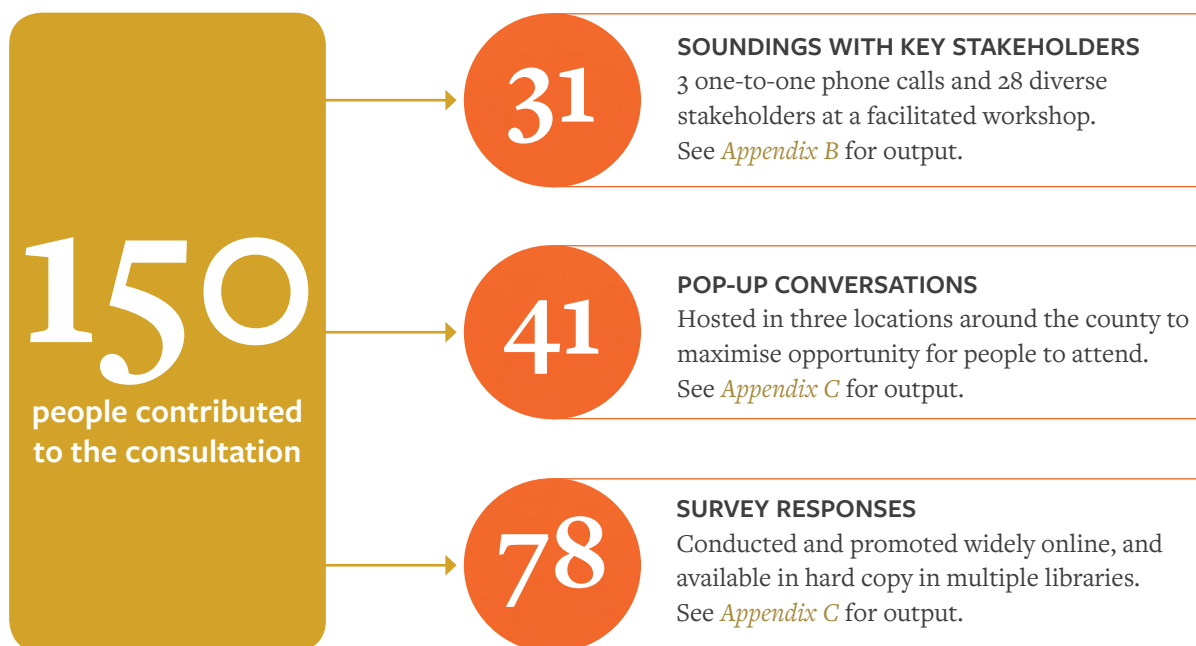 150
people contributed
to the consultation
31
SOUNDINGS WITH KEY STAKEHOLDERS
3 one-to-one phone calls and 28 diverse
stakeholders at a facilitated workshop.
See Appendix B for output.
41
POP-UP CONVERSATIONS
Hosted in three locations around the county to
maximise opportunity for people to attend.
See Appendix C for output.
78
SURVEY RESPONSES
Conducted and promoted widely online, and
available in hard copy in multiple libraries.
See Appendix C for output.